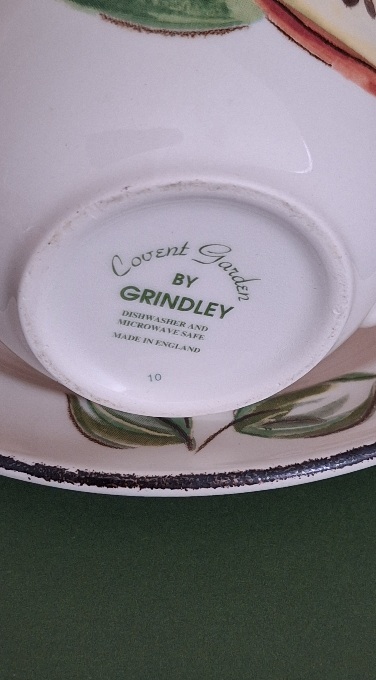 Covent Garden
BY
GRINDLEY
DISHWASHER AND
MICROWAVE SAFE
MADE IN ENGLAND
10